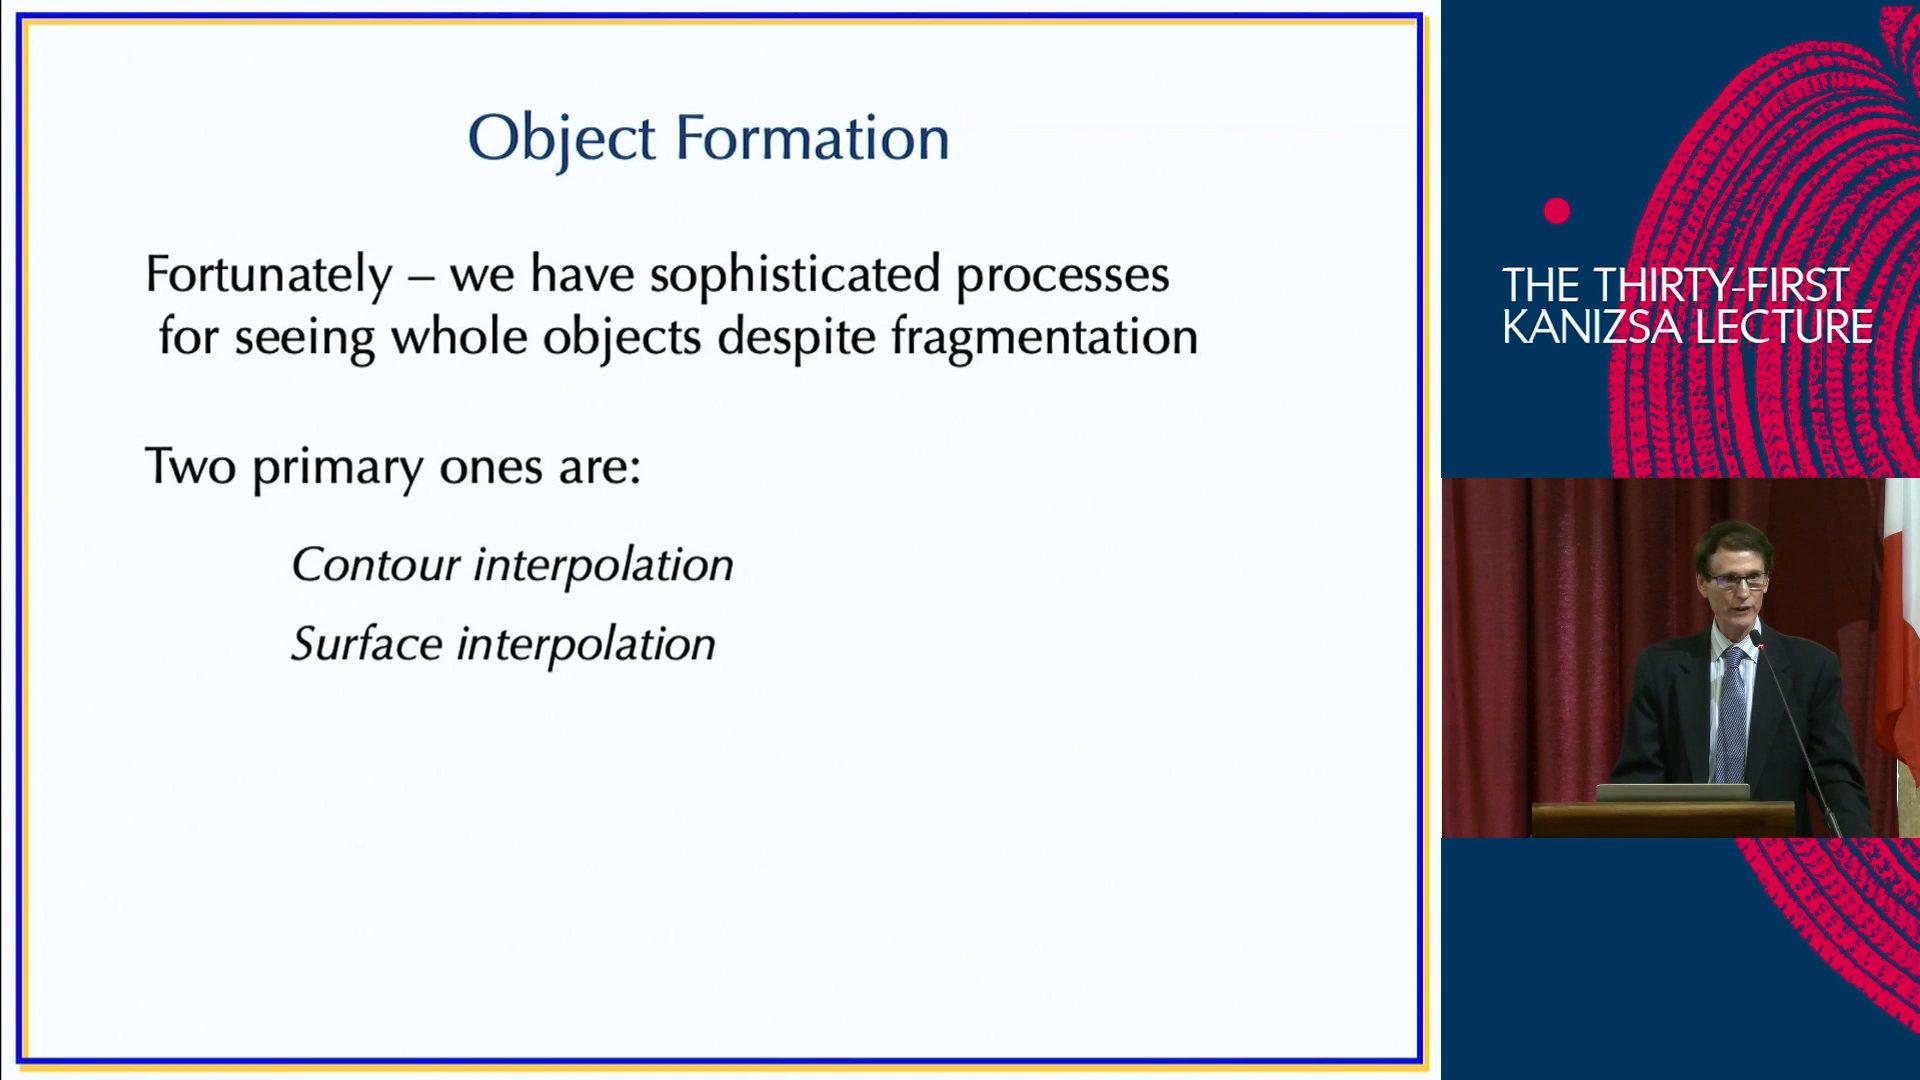 Object Formation
Fortunately – we have sophisticated processes
for seeing whole objects despite fragmentation
Two primary ones are:
Contour interpolation
Surface interpolation
THE THIRTY-FIRST
KANIZSA LECTURE